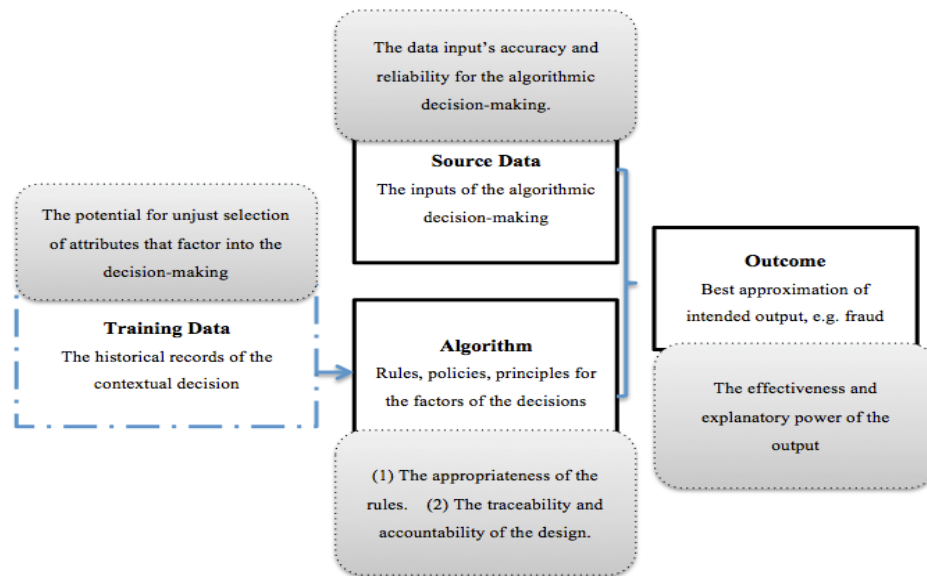 The data input's accuracy and
reliability for the algorithmic
decision-making.
Source Data
The inputs of the algorithmic
decision-making
The potential for unjust selection
of attributes that factor into the
decision-making
Training Data
The historical records of the
contextual decision
Algorithm
Rules, policies, principles for
the factors of the decisions
(1) The appropriateness of the
rules. (2) The traceability and
accountability of the design.
Outcome
Best approximation of
intended output, e.g. fraud
The effectiveness and
explanatory power of the
output